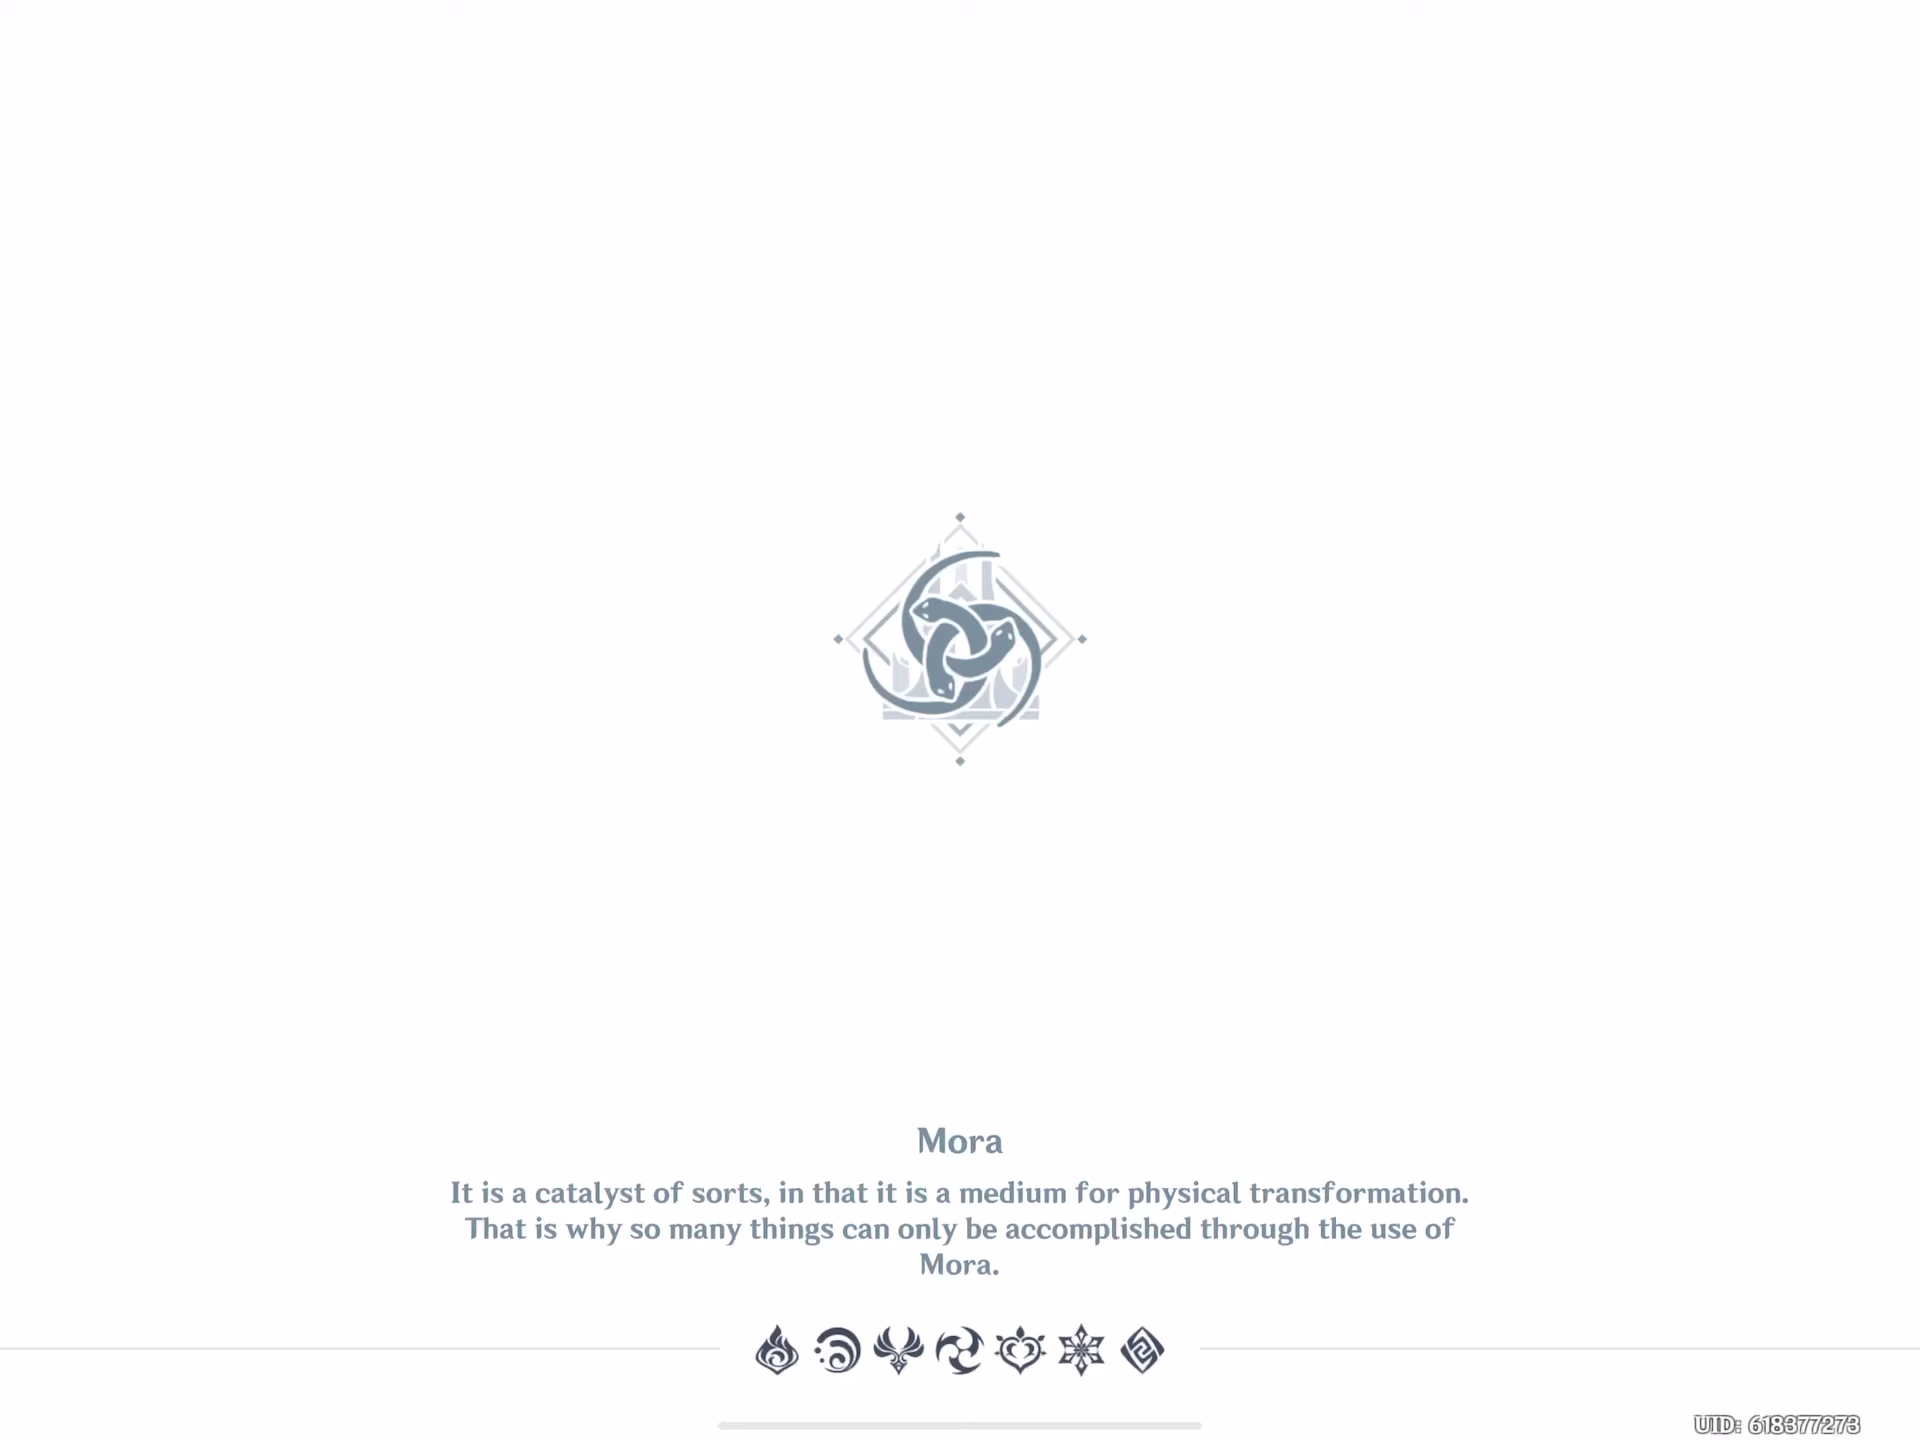 Mora
It is a catalyst of sorts, in that it is a medium for physical transformation.
That is why so many things can only be accomplished through the use of
Mora.
UID: 618377273